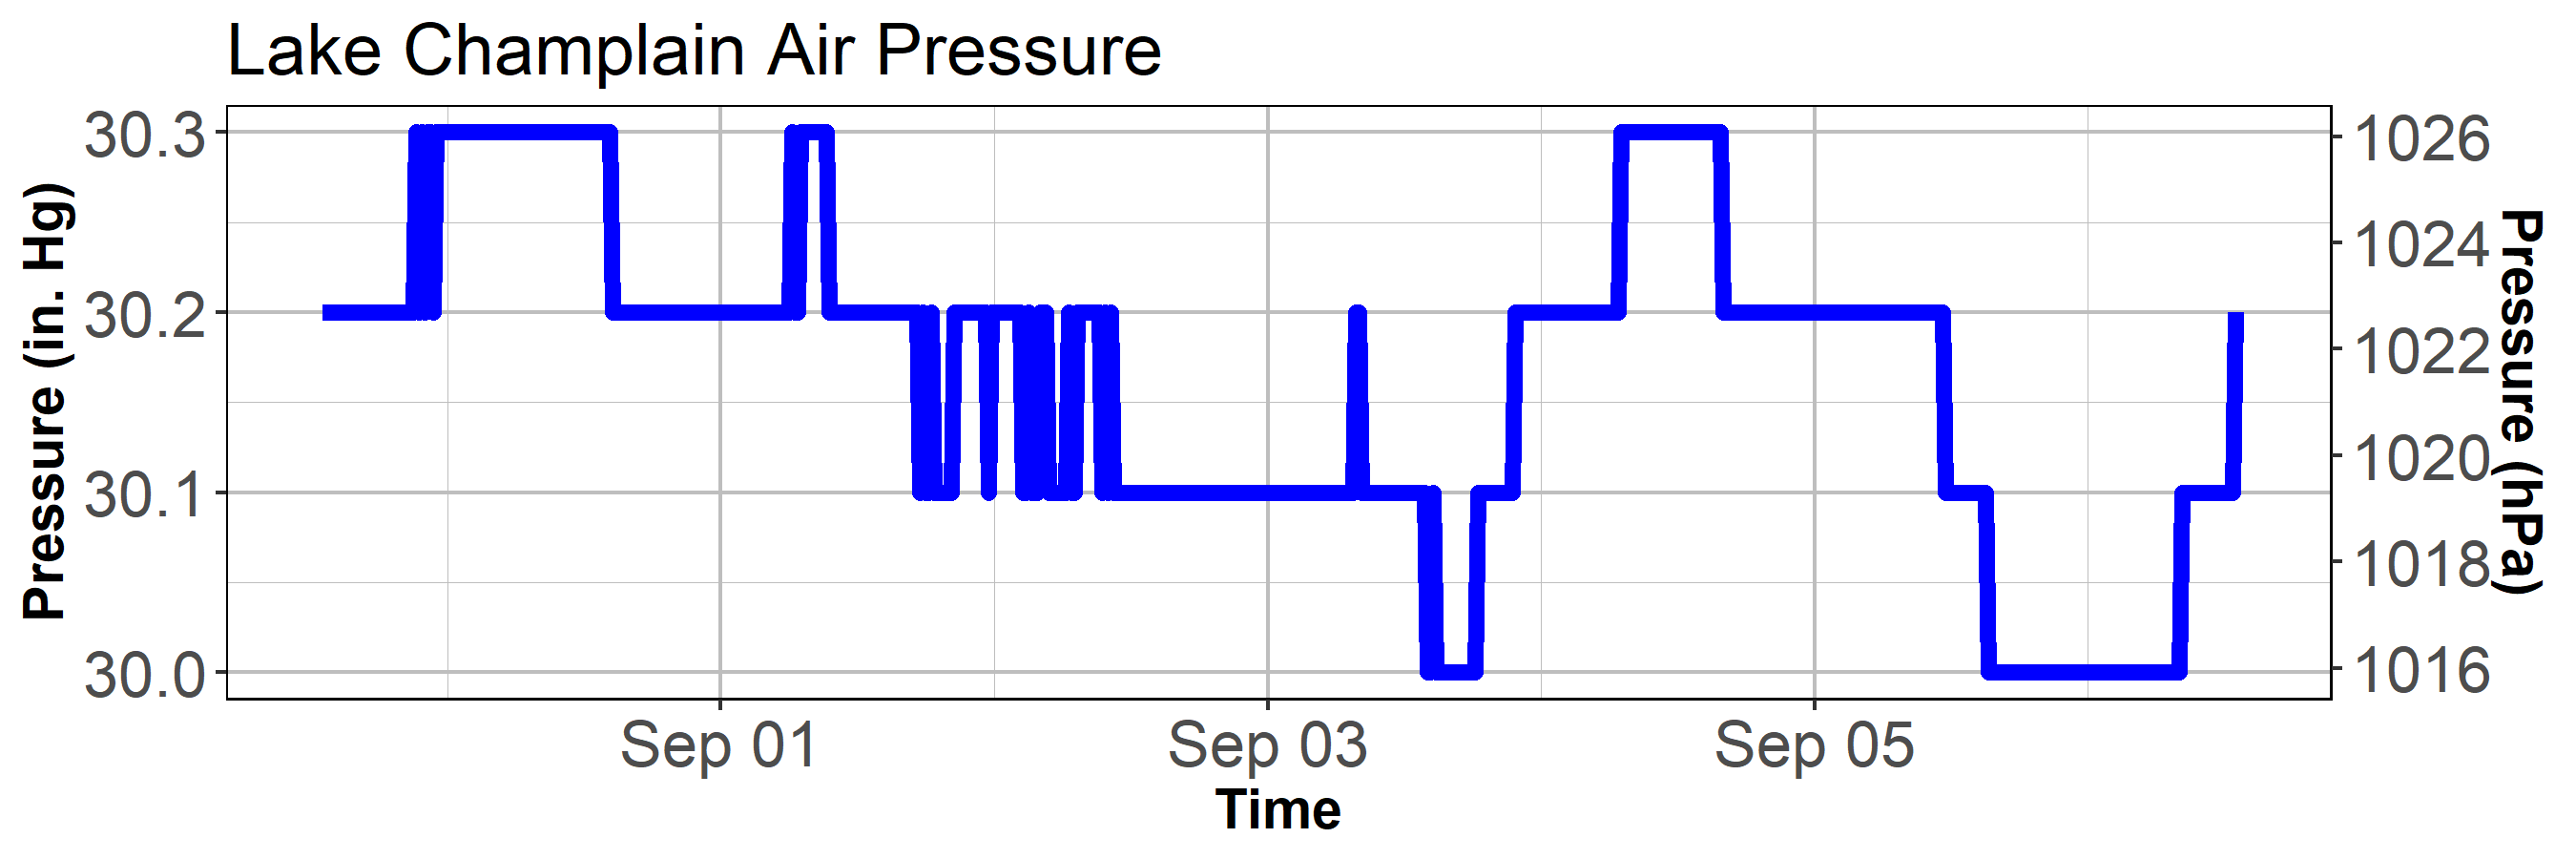 Lake Champlain Air Pressure
Pressure (in. Hg)
30.3
30.2
30.1
30.0
1026
1024
1022
1020
1018
1016
Pressure (hPa)
Sep 01 Sep 03 Sep 05
Time